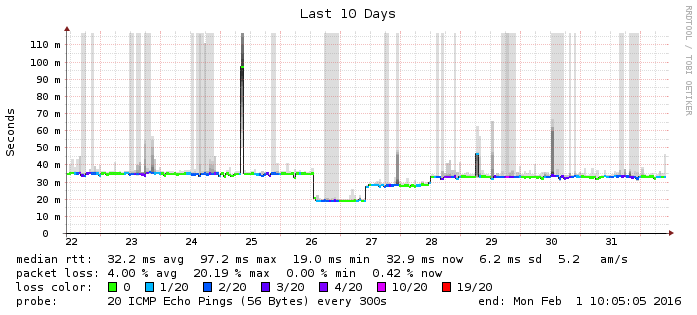 Last 10 Days
RRDTOOL / TOBI OETIKER
Seconds
110 m
100 m
90 m
80 m
70 m
60 m
50 m
40 m
30 m
20 m
10 m
0
22 23 24 25 26 27 28 29 30 31
median rtt: 32.2 ms avg 97.2 ms max 19.0 ms min 32.9 ms now 6.2 ms sd 5.2 am/s
packet loss: 4.00 % avg 20.19 % max 0.00 % min 0.42 % now
loss color: 0 1/20 2/20 3/20 4/20 10/20 19/20
probe: 20 ICMP Echo Pings (56 Bytes) every 300s end: Mon Feb 1 10:05:05 2016